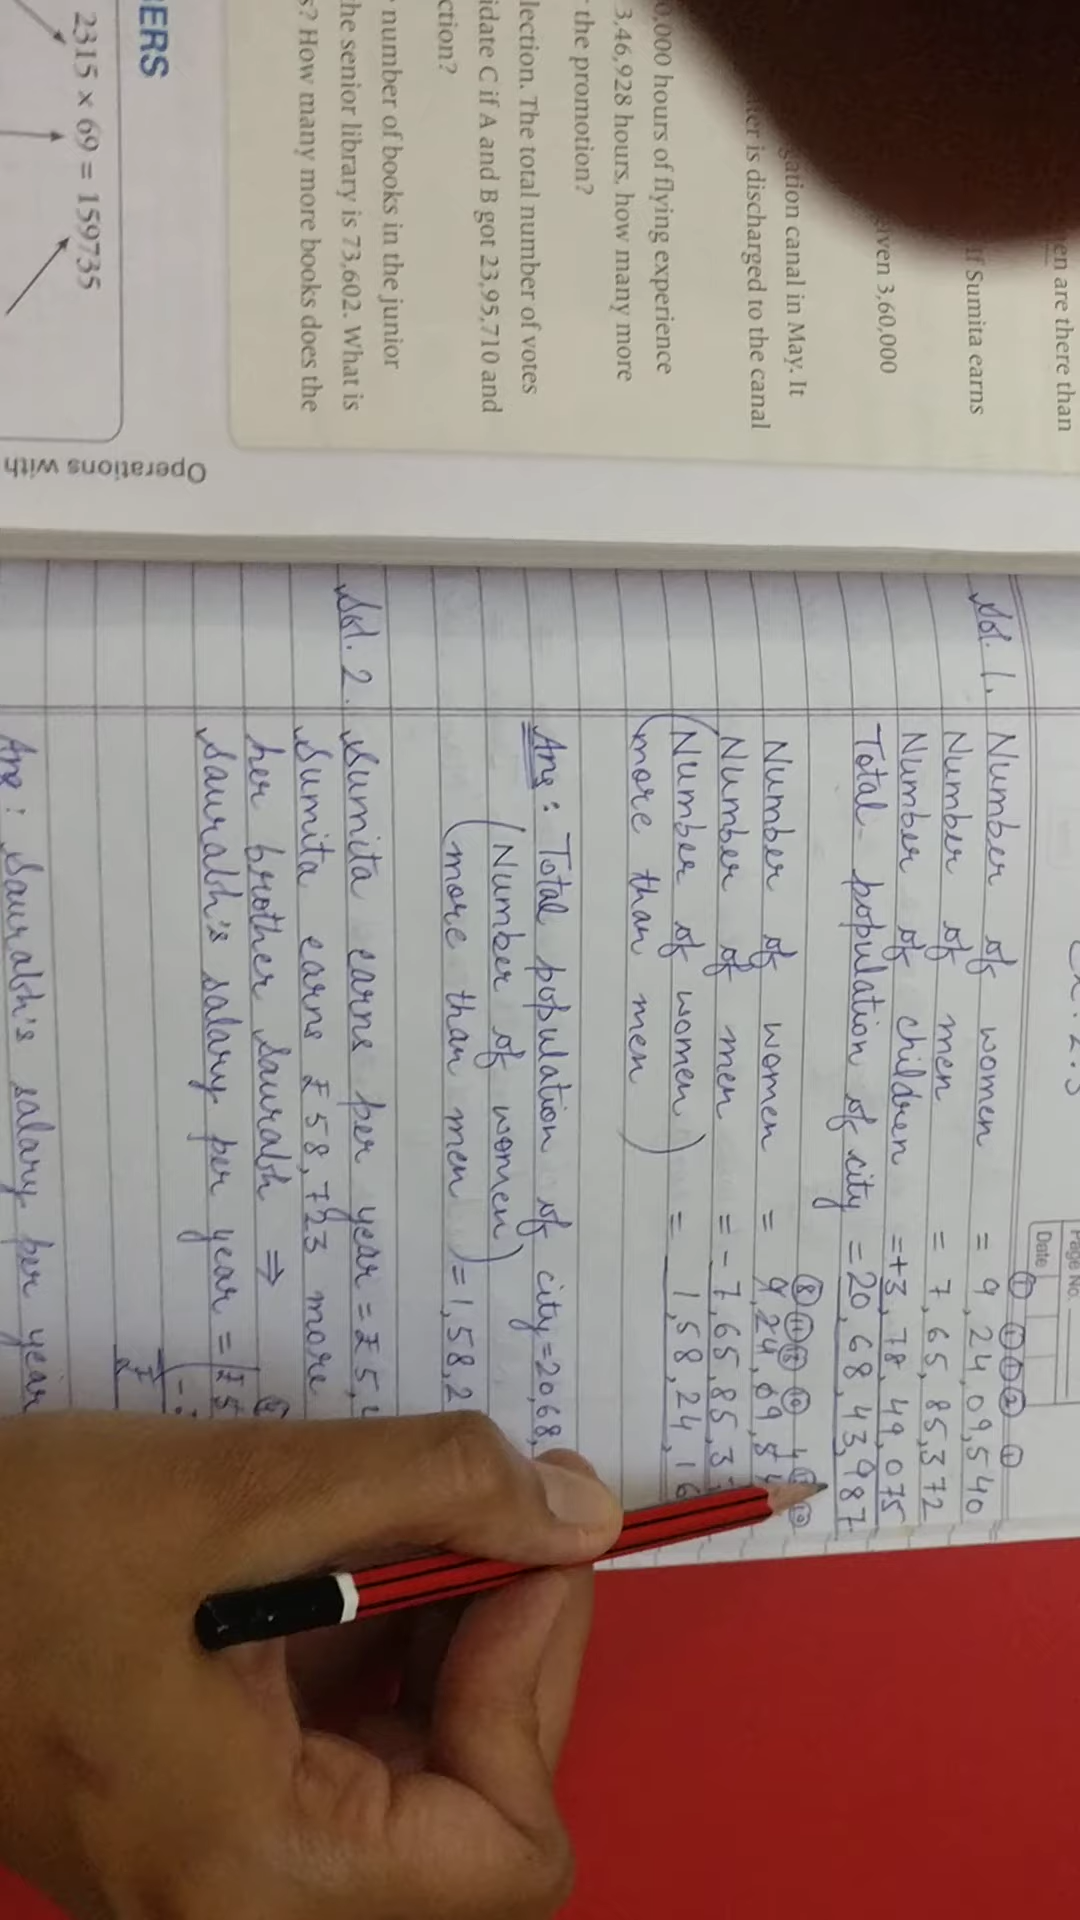 en are there than
If Sumita earns
iven 3,60,000
gation canal in May. It
ter is discharged to the canal
0,000 hours of flying experience
3,46,928 hours, how many more
the promotion?
lection. The total number of votes
idate C if A and B got 23,95,710 and
ction?
number of books in the junior
he senior library is 73,602. What is
s? How many more books does the
BERS
2315 × 69 = 159735
Operations with
Page No.
Date
① ①①② ①
Sol. 1. Number of women = 9,24,09,540
Number of men = 7,65,85,372
Number of children = +3,78,49,075
Total population of city = 20,68,43,987
Number of women = 9,24,09,54
Number of men = - 7,65,85,3
(Number of women) = 1,58,24,16
(more than men)
Ans: Total population of city = 20,68,
(Number of women)
(more than men) = 1,58,2
Sol. 2. Sumita earns per year = ₹ 5,
Sumita earns ₹ 58,723 more
her brother Saurabh ⇒
Saurabh's salary per year = ₹ 5
Ans: Saurabh's salary per year